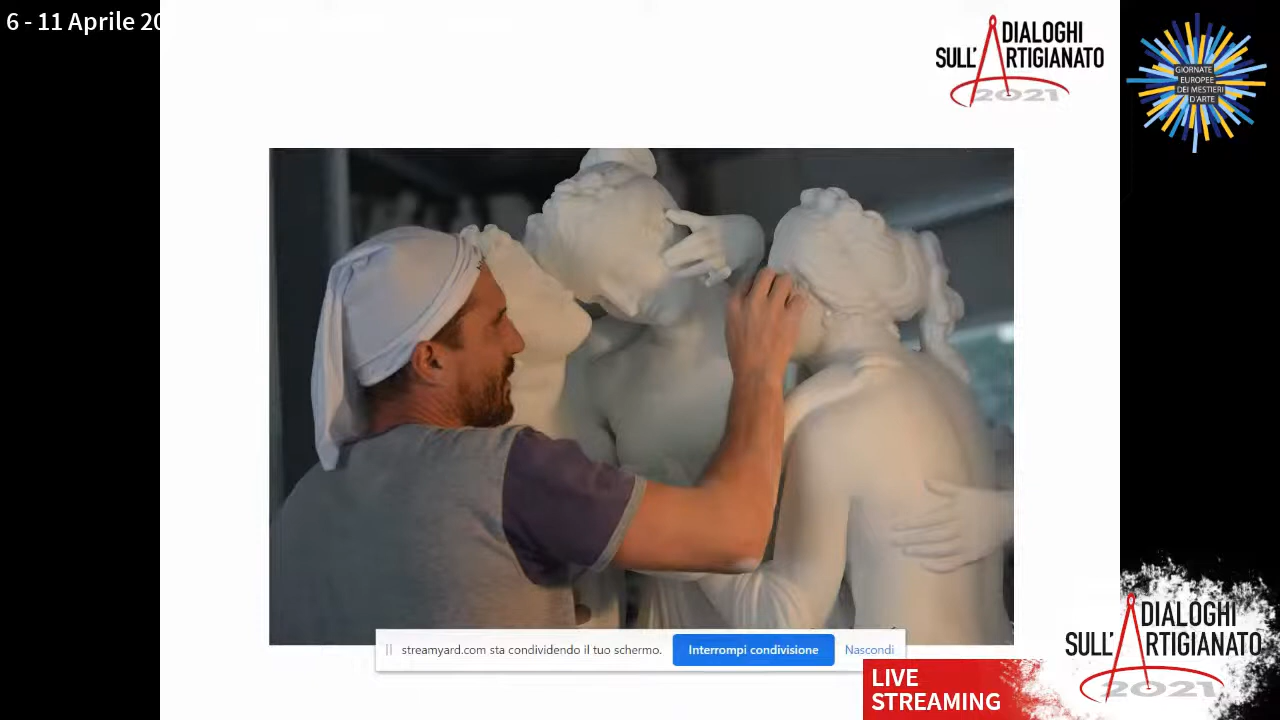 6 - 11 Aprile 20
DIALOGHI
SULL'ARTIGIANATO
2021
GIORNATE
EUROPEE
DEI MESTIERI
D'ARTE
streamyard.com sta condividendo il tuo schermo.
Interrompi condivisione
Nascondi
LIVE
STREAMING
DIALOGHI
SULL'ARTIGIANATO
2021